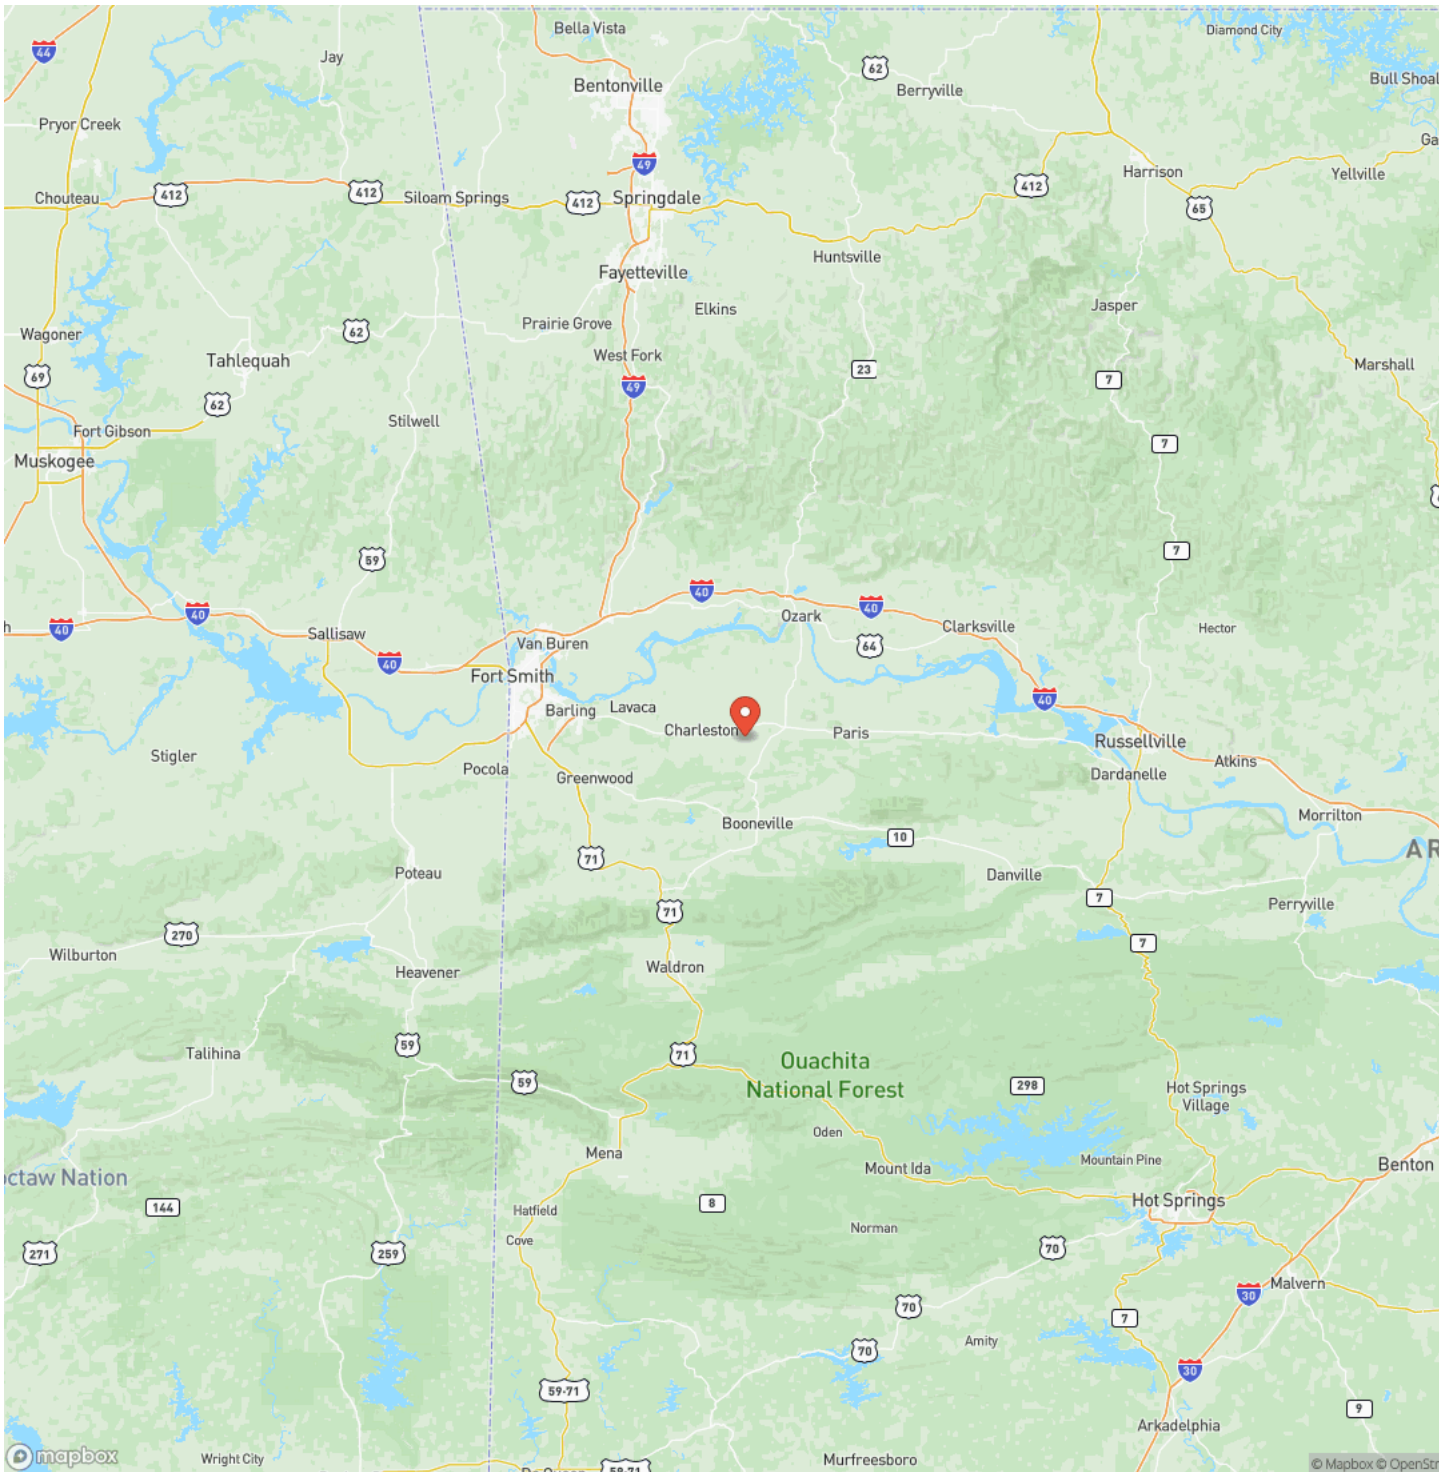 Bella Vista
Diamond City
44
Jay
62
Bentonville
Berryville
Bull Shoal
Pryor Creek
Ga
49
Harrison
Yellville
412
412
412
412
Chouteau
Siloam Springs
Springdale
65
Huntsville
Fayetteville
Jasper
Elkins
Prairie Grove
62
Wagoner
West Fork
Tahlequah
Marshall
23
69
49
7
62
Stilwell
Fort Gibson
7
Muskogee
7
59
40
40
40
Ozark
40
h
Sallisaw
Clarksville
Hector
Van Buren
64
40
Fort Smith
40
Barling
Lavaca
Charleston
Paris
Russellville
Stigler
Pocola
Greenwood
Dardanelle
Atkins
Booneville
10
Morrilton
AR
71
Poteau
Danville
7
Perryville
71
270
7
Wilburton
Waldron
Heavener
59
Talihina
71
Ouachita
National Forest
59
298
Hot Springs
Village
Oden
Mena
Mountain Pine
Mount Ida
Benton
octaw Nation
144
8
Hot Springs
Hatfield
Norman
Cove
271
259
70
Malvern
30
70
7
Amity
70
30
59-71
9
Arkadelphia
mapbox
Wright City
Murfreesboro
De Queen
59-71
© Mapbox © OpenStr